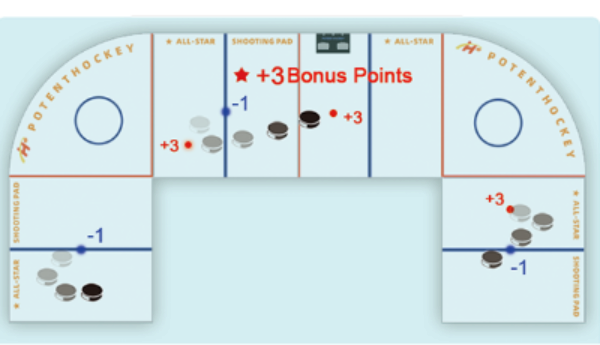 ★ ALL-STAR
SHOOTING PAD
★ ALL-STAR
POTENTHOCKEY
POTENTHOCKEY
★ +3 Bonus Points
-1
+3
+3
SHOOTING PAD
★ ALL-STAR
-1
+3
-1
★ ALL-STAR
SHOOTING PAD